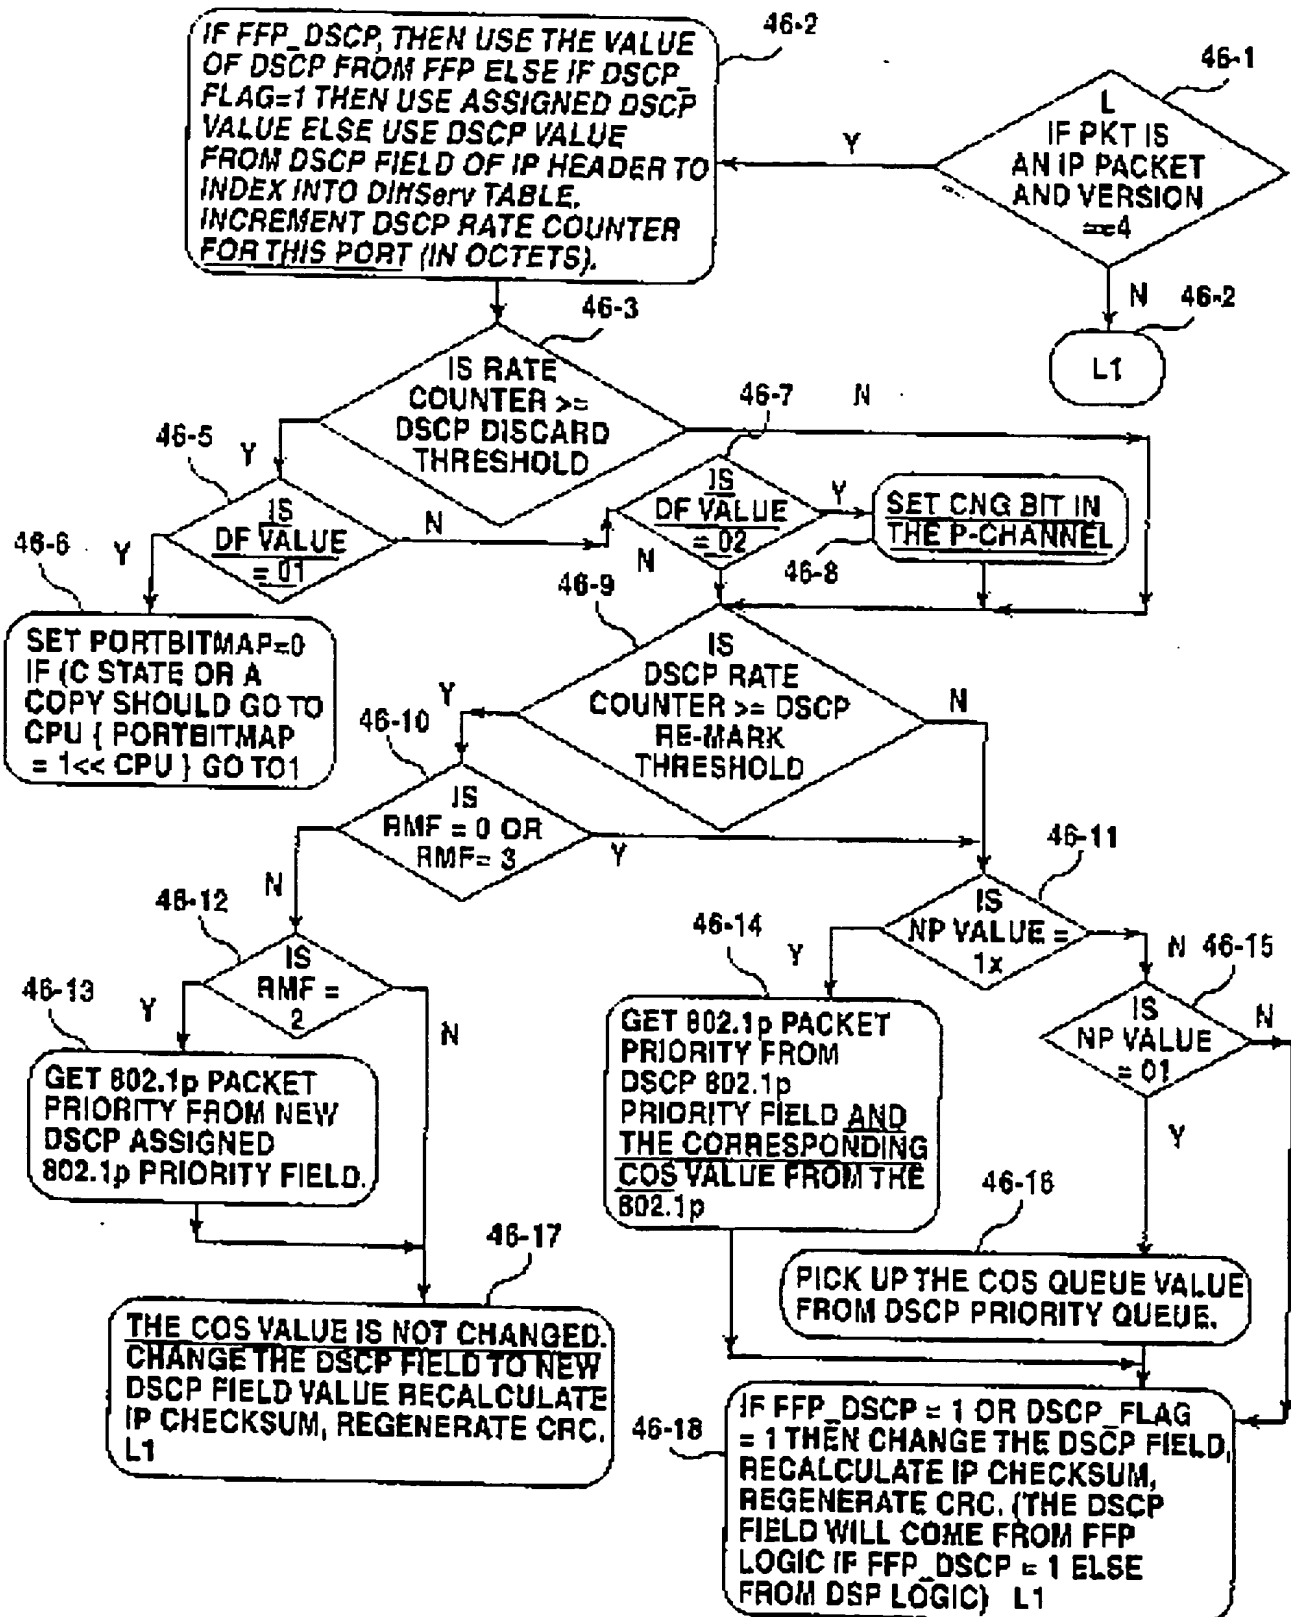 46-2
IF FFP_DSCP, THEN USE THE VALUE
OF DSCP FROM FFP ELSE IF DSCP_
FLAG=1 THEN USE ASSIGNED DSCP
VALUE ELSE USE DSCP VALUE
FROM DSCP FIELD OF IP HEADER TO
INDEX INTO DiffServ TABLE.
INCREMENT DSCP RATE COUNTER
FOR THIS PORT (IN OCTETS).
46-1
L
IF PKT IS
AN IP PACKET
AND VERSION
==4
Y
N
46-2
L1
46-3
IS RATE
COUNTER >=
DSCP DISCARD
THRESHOLD
Y
N
46-5
IS
DF VALUE
= 01
Y
N
46-7
IS
DF VALUE
= 02
Y
N
SET CNG BIT IN
THE P-CHANNEL
46-8
46-6
SET PORTBITMAP=0
IF (C STATE OR A
COPY SHOULD GO TO
CPU { PORTBITMAP
= 1<< CPU } GO TO1
46-9
IS
DSCP RATE
COUNTER >= DSCP
RE-MARK
THRESHOLD
Y
N
46-10
IS
RMF = 0 OR
RMF= 3
Y
N
46-11
IS
NP VALUE =
1x
Y
N
46-12
IS
RMF =
2
Y
N
46-13
GET 802.1p PACKET
PRIORITY FROM NEW
DSCP ASSIGNED
802.1p PRIORITY FIELD.
46-14
GET 802.1p PACKET
PRIORITY FROM
DSCP 802.1p
PRIORITY FIELD AND
THE CORRESPONDING
COS VALUE FROM THE
802.1p
46-15
IS
NP VALUE
= 01
N
Y
46-16
PICK UP THE COS QUEUE VALUE
FROM DSCP PRIORITY QUEUE.
46-17
THE COS VALUE IS NOT CHANGED.
CHANGE THE DSCP FIELD TO NEW
DSCP FIELD VALUE RECALCULATE
IP CHECKSUM, REGENERATE CRC.
L1
46-18
IF FFP_DSCP = 1 OR DSCP_FLAG
= 1 THEN CHANGE THE DSCP FIELD,
RECALCULATE IP CHECKSUM,
REGENERATE CRC. (THE DSCP
FIELD WILL COME FROM FFP
LOGIC IF FFP_DSCP = 1 ELSE
FROM DSP LOGIC) L1